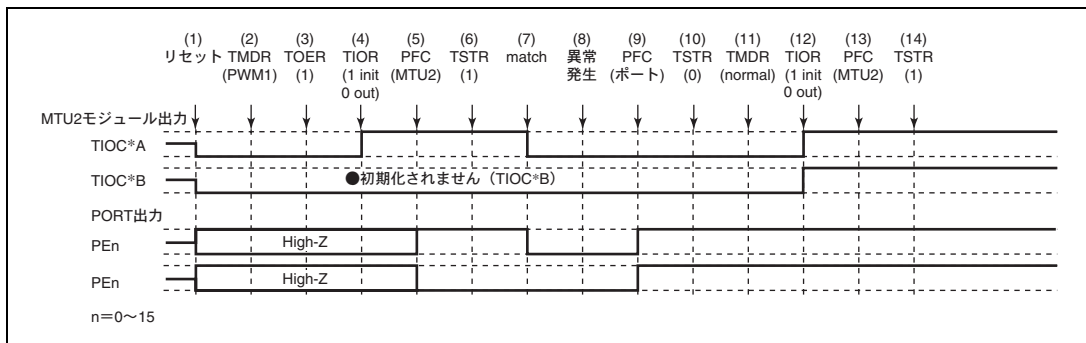 (1) (2) (3) (4) (5) (6) (7) (8) (9) (10) (11) (12) (13) (14)
リセット TMDR TOER TIOR PFC TSTR match 異常 PFC TSTR TMDR TIOR PFC TSTR
(PWM1) (1) (1 init (MTU2) (1) 発生 (ポート) (0) (normal) (1 init (MTU2) (1)
0 out) 0 out)
MTU2モジュール出力
TIOC*A
TIOC*B ●初期化されません（TIOC*B）
PORT出力
PEn High-Z
PEn High-Z
n＝0〜15